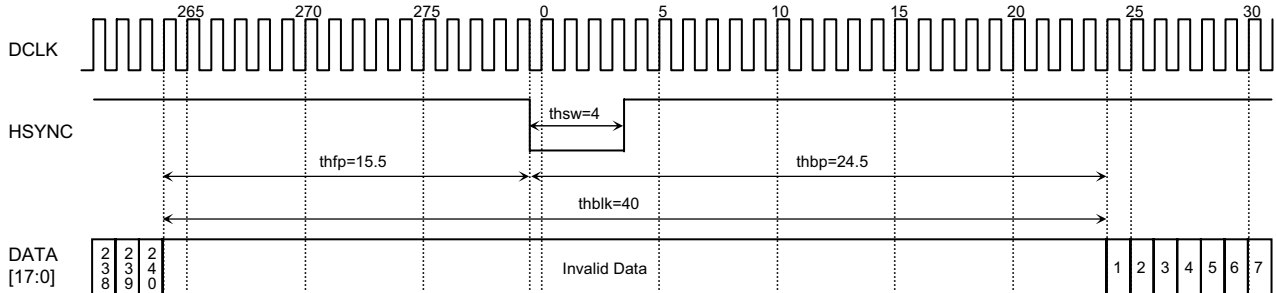 265 270 275 0 5 10 15 20 25 30
DCLK
HSYNC
thsw=4
thfp=15.5 thbp=24.5
thblk=40
DATA
[17:0]
238 239 240 Invalid Data 1 2 3 4 5 6 7